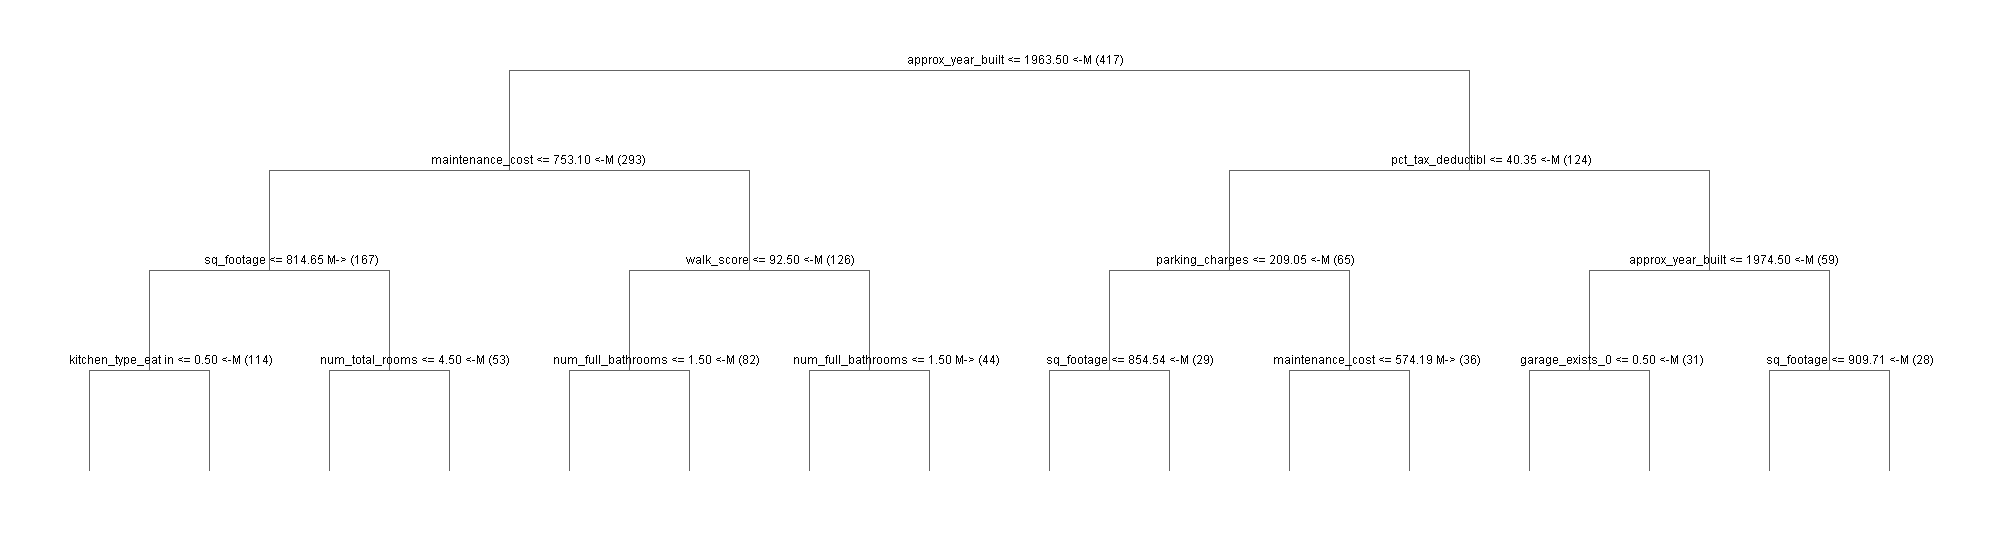 approx_year_built <= 1963.50 <-M (417)
maintenance_cost <= 753.10 <-M (293)
pct_tax_deductibl <= 40.35 <-M (124)
sq_footage <= 814.65 M-> (167)
walk_score <= 92.50 <-M (126)
parking_charges <= 209.05 <-M (65)
approx_year_built <= 1974.50 <-M (59)
kitchen_type_eat in <= 0.50 <-M (114)
num_total_rooms <= 4.50 <-M (53)
num_full_bathrooms <= 1.50 <-M (82)
num_full_bathrooms <= 1.50 M-> (44)
sq_footage <= 854.54 <-M (29)
maintenance_cost <= 574.19 M-> (36)
garage_exists_0 <= 0.50 <-M (31)
sq_footage <= 909.71 <-M (28)